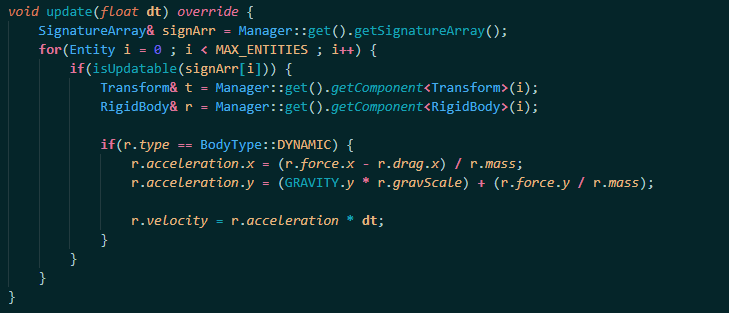 void update(float dt) override {
SignatureArray& signArr = Manager::get().getSignatureArray();
for(Entity i = 0 ; i < MAX_ENTITIES ; i++) {
if(isUpdatable(signArr[i])) {
Transform& t = Manager::get().getComponent<Transform>(i);
RigidBody& r = Manager::get().getComponent<RigidBody>(i);
if(r.type == BodyType::DYNAMIC) {
r.acceleration.x = (r.force.x - r.drag.x) / r.mass;
r.acceleration.y = (GRAVITY.y * r.gravScale) + (r.force.y / r.mass);
r.velocity = r.acceleration * dt;
}
}
}
}